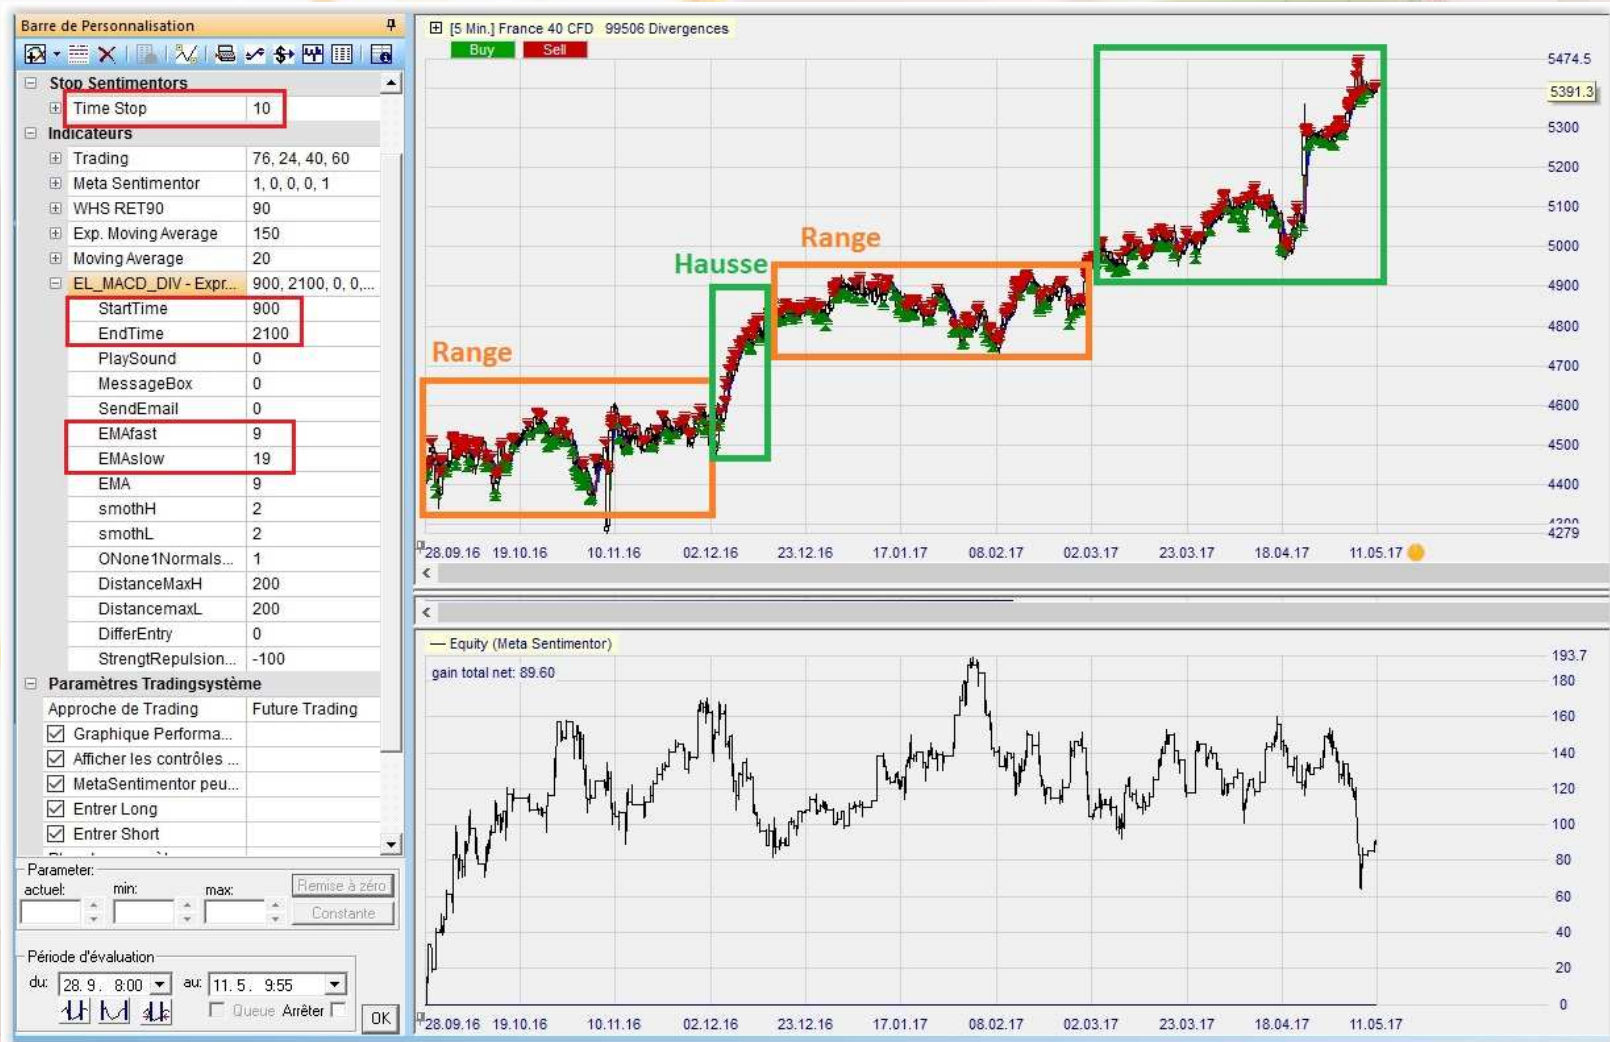 Barre de Personnalisation
Stop Sentimentors
Time Stop 10
Indicateurs
Trading 76, 24, 40, 60
Meta Sentimentor 1, 0, 0, 0, 1
WHS RET90 90
Exp. Moving Average 150
Moving Average 20
EL_MACD_DIV - Expr... 900, 2100, 0, 0,...
StartTime 900
EndTime 2100
PlaySound 0
MessageBox 0
SendEmail 0
EMAfast 9
EMAslow 19
EMA 9
smothH 2
smothL 2
ONone1Normals... 1
DistanceMaxH 200
DistancemaxL 200
DifferEntry 0
StrengtRepulsion... -100
Paramètres Tradingsystème
Approche de Trading Future Trading
Graphique Performa...
Afficher les contrôles ...
MetaSentimentor peu...
Entrer Long
Entrer Short
Parameter:
actuel: min: max: Remise à zéro
Constante
Période d'évaluation
du: 28. 9. 8:00 au: 11. 5. 9:55
Queue Arrêter OK
[5 Min.] France 40 CFD 99506 Divergences
Buy Sell
Range
Hausse
Range
5474.5
5391.3
5300
5200
5100
5000
4900
4800
4700
4600
4500
4400
4300
4279
28.09.16 19.10.16 10.11.16 02.12.16 23.12.16 17.01.17 08.02.17 02.03.17 23.03.17 18.04.17 11.05.17
Equity (Meta Sentimentor)
gain total net: 89.60
193.7
180
160
140
120
100
80
60
40
20
0
28.09.16 19.10.16 10.11.16 02.12.16 23.12.16 17.01.17 08.02.17 02.03.17 23.03.17 18.04.17 11.05.17